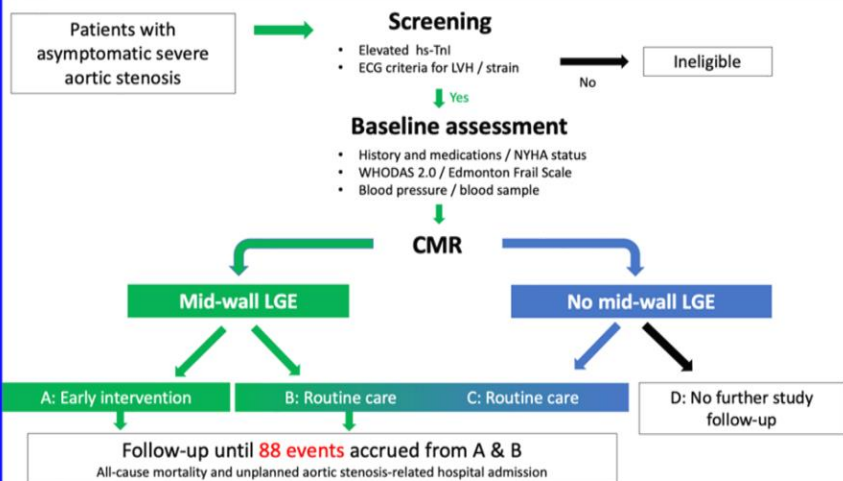 Patients with
asymptomatic severe
aortic stenosis
Screening
• Elevated hs-TnI
• ECG criteria for LVH / strain
No
Ineligible
Yes
Baseline assessment
• History and medications / NYHA status
• WHODAS 2.0 / Edmonton Frail Scale
• Blood pressure / blood sample
CMR
Mid-wall LGE
No mid-wall LGE
A: Early intervention
B: Routine care
C: Routine care
D: No further study
follow-up
Follow-up until 88 events accrued from A & B
All-cause mortality and unplanned aortic stenosis-related hospital admission